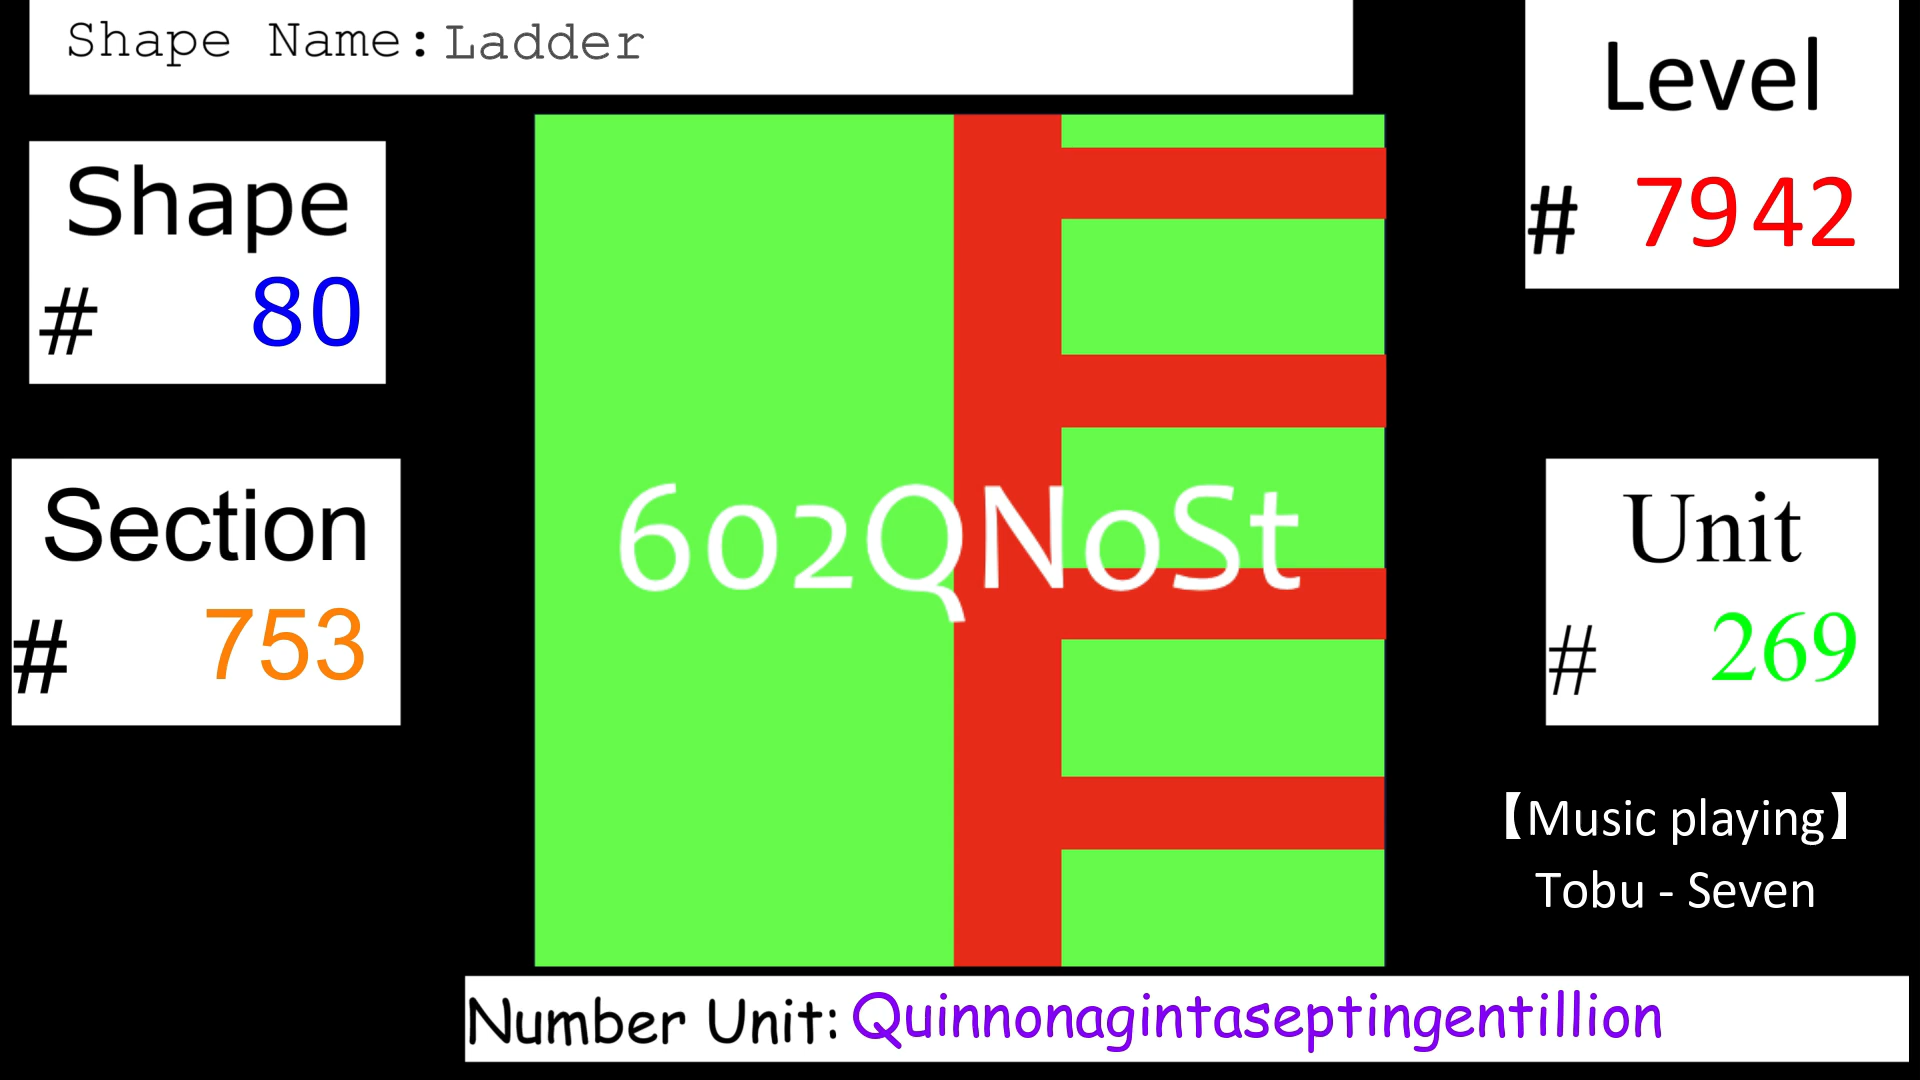 Shape Name: Ladder
Level
# 7942
Shape
# 80
Section
# 753
602QNoSt
Unit
# 269
【Music playing】
Tobu - Seven
Number Unit: Quinnonagintaseptingentillion